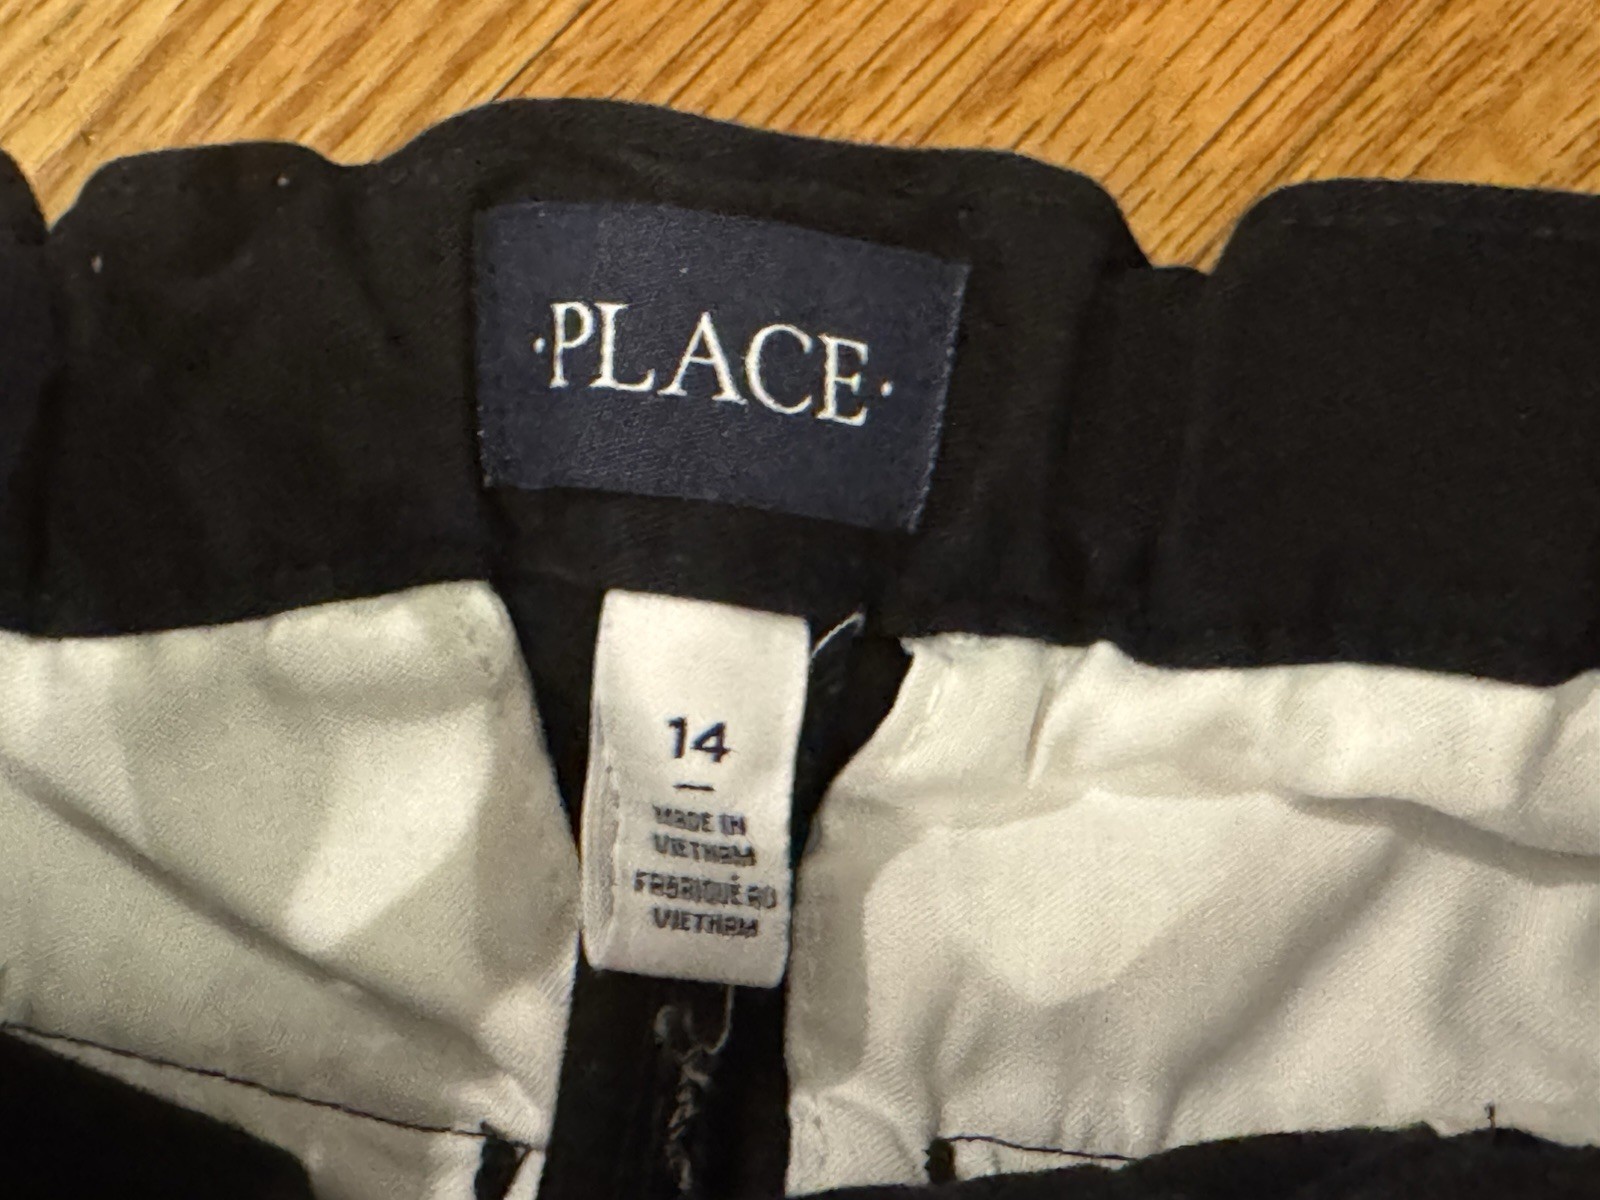 ·PLACE·
14
MADE IN
VIETNAM
FABRIQUÉ AU
VIETNAM